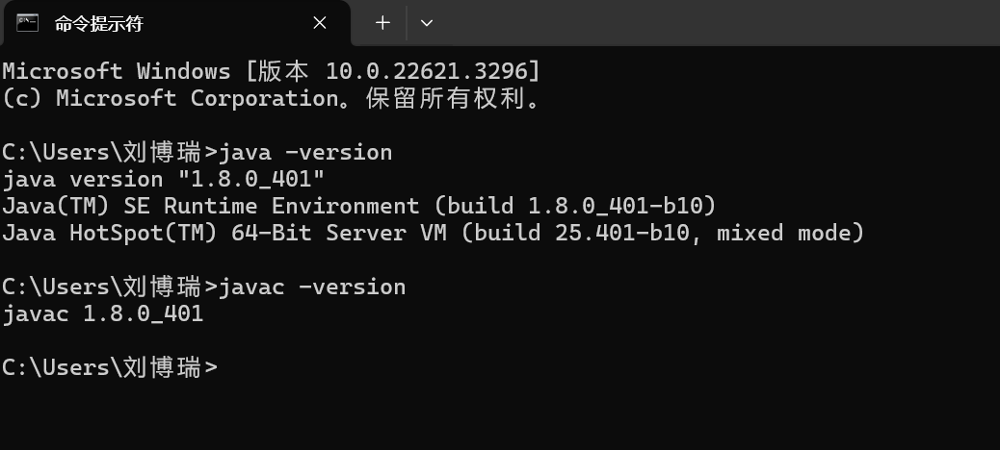 命令提示符
Microsoft Windows [版本 10.0.22621.3296]
(c) Microsoft Corporation。保留所有权利。
C:\Users\刘博瑞>java -version
java version "1.8.0_401"
Java(TM) SE Runtime Environment (build 1.8.0_401-b10)
Java HotSpot(TM) 64-Bit Server VM (build 25.401-b10, mixed mode)
C:\Users\刘博瑞>javac -version
javac 1.8.0_401
C:\Users\刘博瑞>